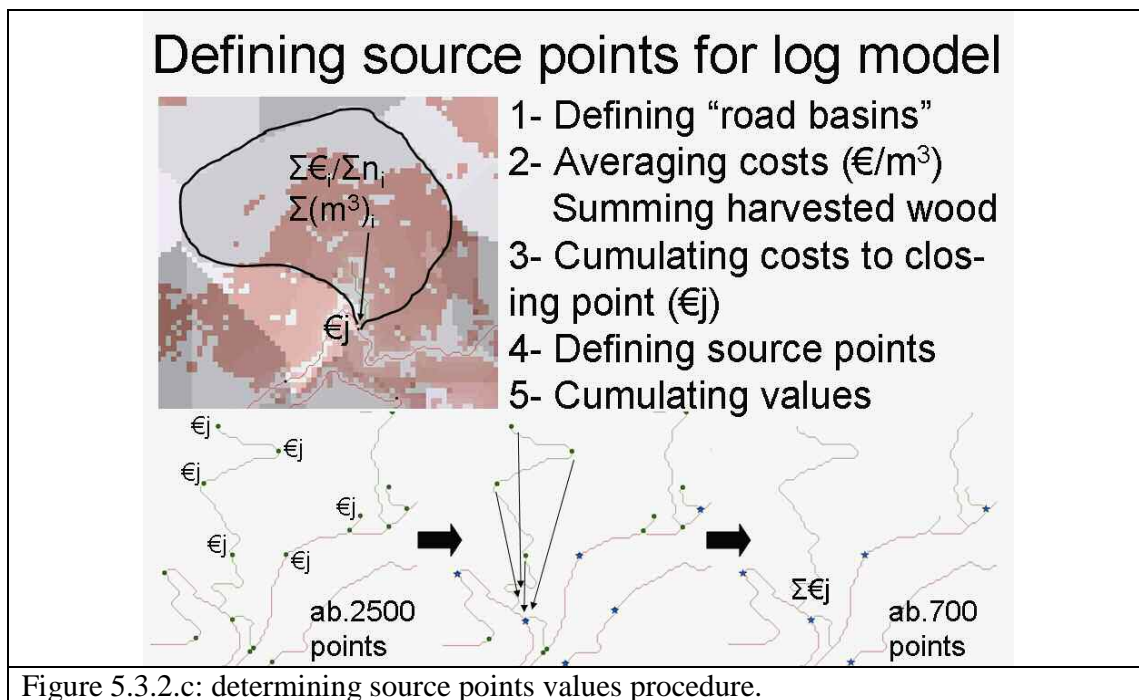 Defining source points for log model
Σ€i/Σni
Σ(m³)i
€j
1- Defining “road basins”
2- Averaging costs (€/m³)
Summing harvested wood
3- Cumulating costs to clos-
ing point (€j)
4- Defining source points
5- Cumulating values
€j
€j
€j
€j
€j
€j
ab.2500
points
Σ€j
ab.700
points
Figure 5.3.2.c: determining source points values procedure.